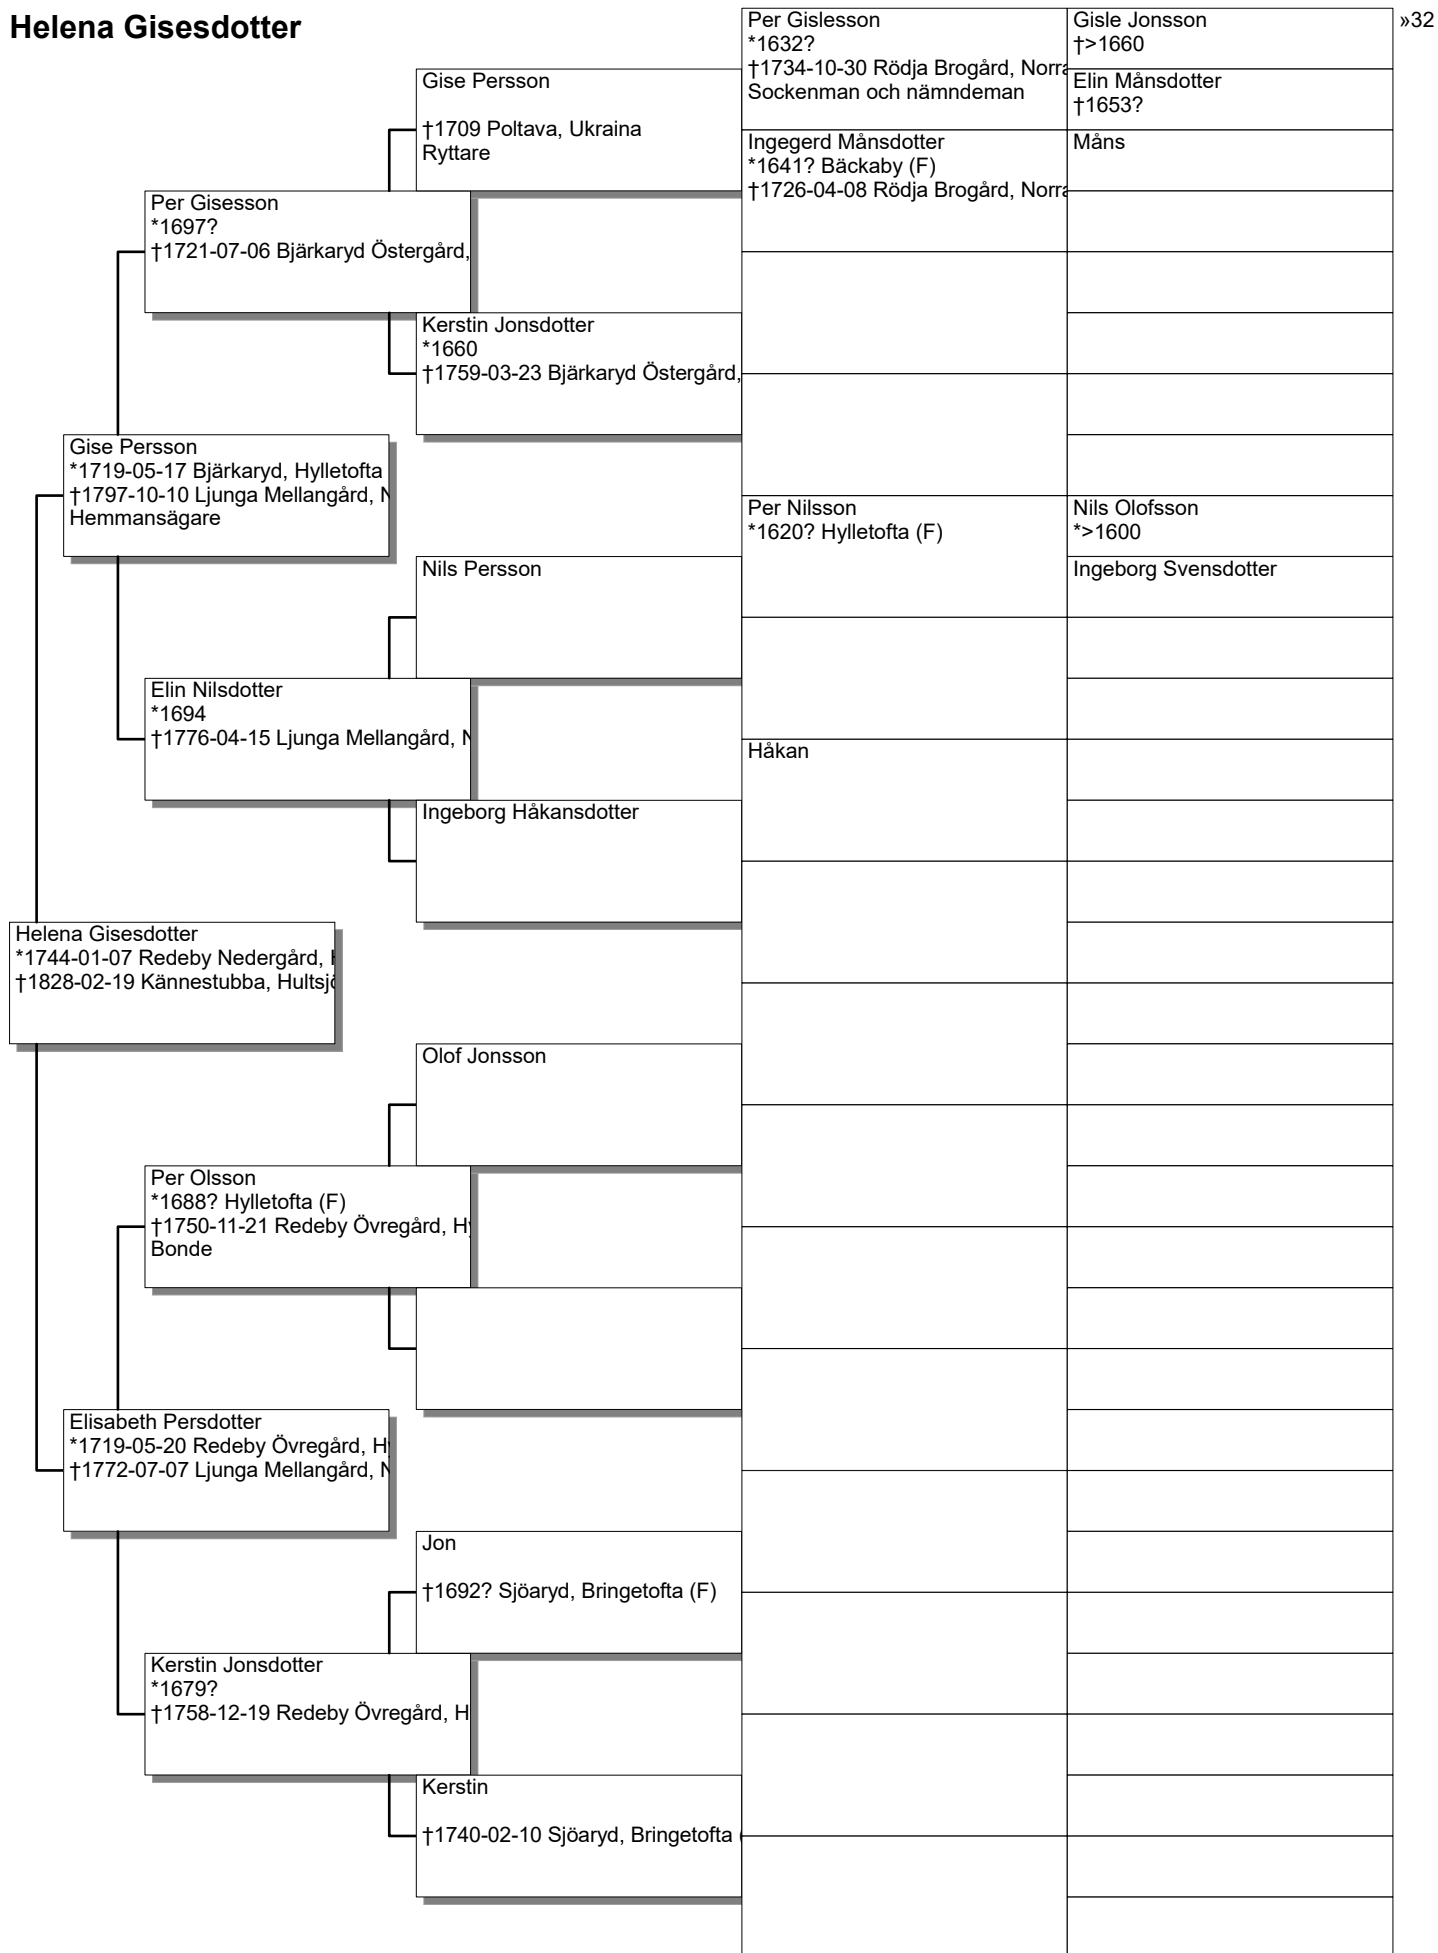 Helena Gisesdotter
Per Gislesson
*1632?
†1734-10-30 Rödja Brogård, Norra
Sockenman och nämndeman
Gisle Jonsson
†>1660
»32
Elin Månsdotter
†1653?
Gise Persson
†1709 Poltava, Ukraina
Ryttare
Ingegerd Månsdotter
*1641? Bäckaby (F)
†1726-04-08 Rödja Brogård, Norra
Måns
Per Gisesson
*1697?
†1721-07-06 Bjärkaryd Östergård,
Kerstin Jonsdotter
*1660
†1759-03-23 Bjärkaryd Östergård,
Gise Persson
*1719-05-17 Bjärkaryd, Hylletofta
†1797-10-10 Ljunga Mellangård, N
Hemmansägare
Per Nilsson
*1620? Hylletofta (F)
Nils Olofsson
*>1600
Ingeborg Svensdotter
Nils Persson
Elin Nilsdotter
*1694
†1776-04-15 Ljunga Mellangård, N
Håkan
Ingeborg Håkansdotter
Helena Gisesdotter
*1744-01-07 Redeby Nedergård, H
†1828-02-19 Kännestubba, Hultsjö
Olof Jonsson
Per Olsson
*1688? Hylletofta (F)
†1750-11-21 Redeby Övregård, Hy
Bonde
Elisabeth Persdotter
*1719-05-20 Redeby Övregård, Hy
†1772-07-07 Ljunga Mellangård, N
Jon
†1692? Sjöaryd, Bringetofta (F)
Kerstin Jonsdotter
*1679?
†1758-12-19 Redeby Övregård, H
Kerstin
†1740-02-10 Sjöaryd, Bringetofta (